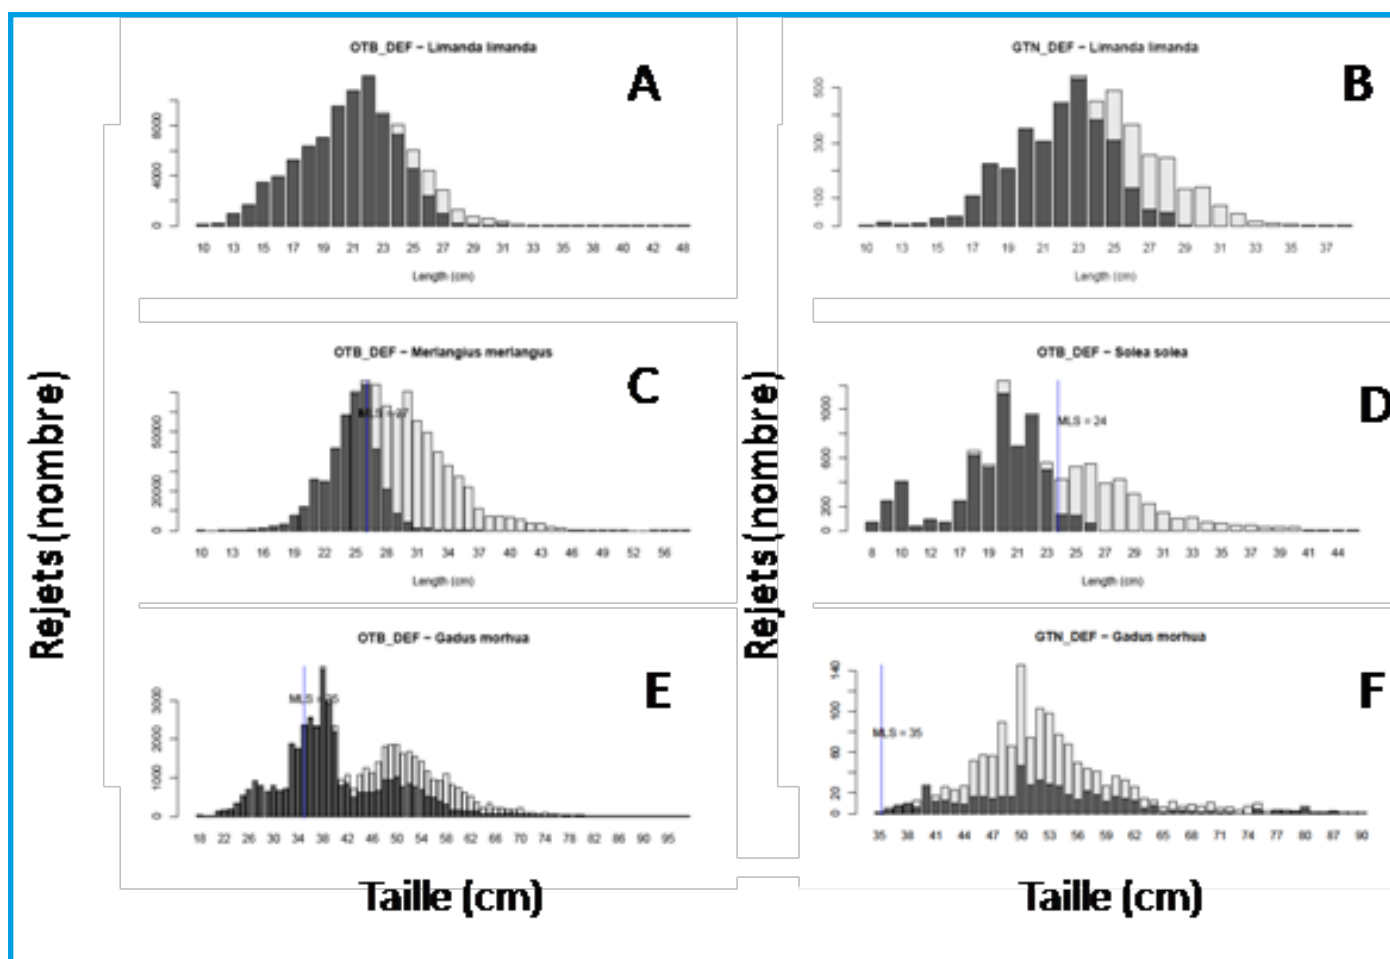 OTB_DEF − Limanda limanda
A
8000
4000
0
10 13 15 17 19 21 23 25 27 29 31 33 35 38 40 42 48
Length (cm)
GTN_DEF − Limanda limanda
B
500
300
100
0
10 13 15 17 19 21 23 25 27 29 31 33 35 37
Length (cm)
Rejets (nombre)
OTB_DEF − Merlangius merlangus
C
MLS = 27
50000
20000
0
10 13 16 19 22 25 28 31 34 37 40 43 46 49 52 56
Length (cm)
Rejets (nombre)
OTB_DEF − Solea solea
D
MLS = 24
1000
600
200
0
8 10 12 17 19 21 23 25 27 29 31 33 35 37 39 41 44
Length (cm)
OTB_DEF − Gadus morhua
E
MLS = 35
3000
2000
1000
0
18 22 26 30 34 38 42 46 50 54 58 62 66 70 74 78 82 86 95
Taille (cm)
GTN_DEF − Gadus morhua
F
MLS = 35
140
100
60
20
0
35 38 41 44 47 50 53 56 59 62 65 68 71 74 77 80 87 90
Taille (cm)